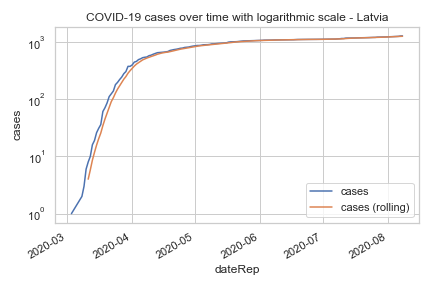 COVID-19 cases over time with logarithmic scale - Latvia
10³
10²
10¹
10⁰
cases
cases
cases (rolling)
2020-03
2020-04
2020-05
2020-06
2020-07
2020-08
dateRep